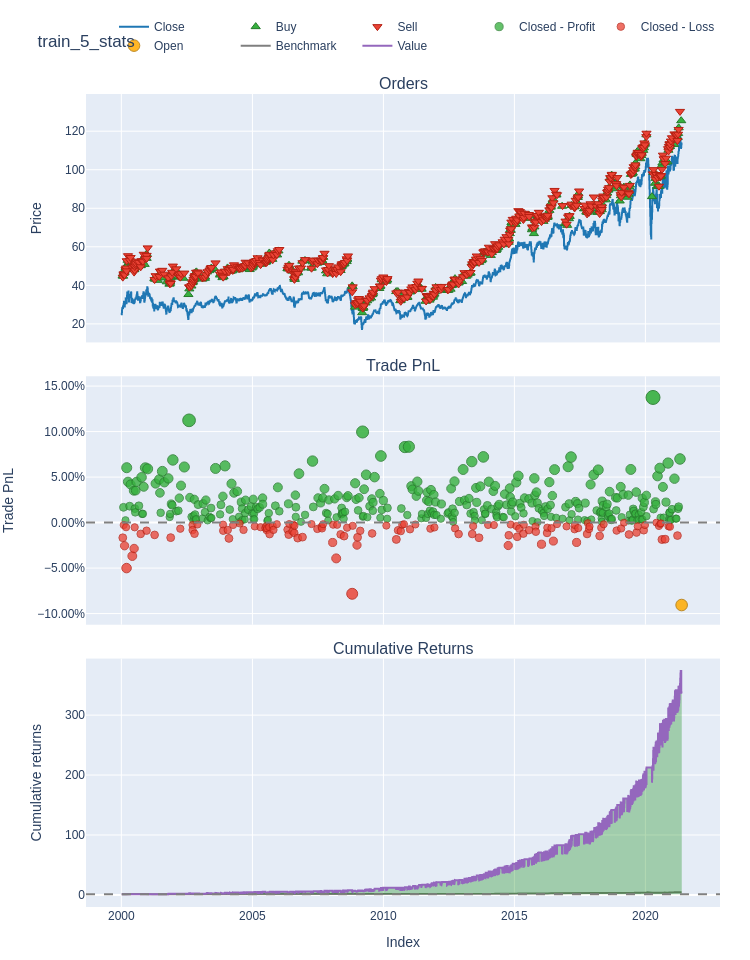 train_5_stats
Close
Buy
Sell
Closed - Profit
Closed - Loss
Open
Benchmark
Value
Orders
Price
120
100
80
60
40
20
Trade PnL
Trade PnL
15.00%
10.00%
5.00%
0.00%
−5.00%
−10.00%
Cumulative Returns
Cumulative returns
300
200
100
0
2000
2005
2010
2015
2020
Index